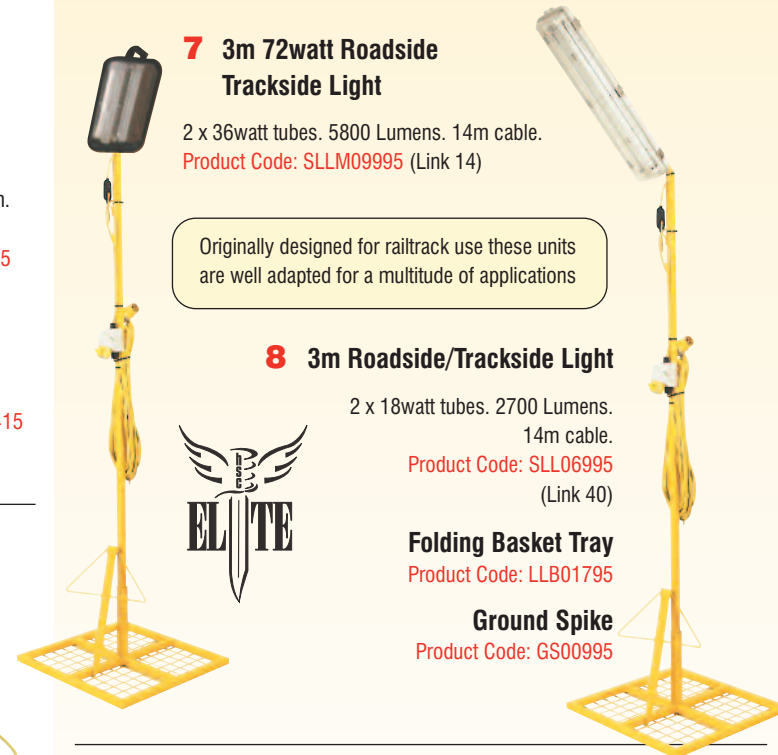 7 3m 72watt Roadside
Trackside Light
2 x 36watt tubes. 5800 Lumens. 14m cable.
Product Code: SLLM09995 (Link 14)
Originally designed for railtrack use these units
are well adapted for a multitude of applications
8 3m Roadside/Trackside Light
2 x 18watt tubes. 2700 Lumens.
14m cable.
Product Code: SLL06995
(Link 40)
hsc
ELITE
Folding Basket Tray
Product Code: LLB01795
Ground Spike
Product Code: GS00995